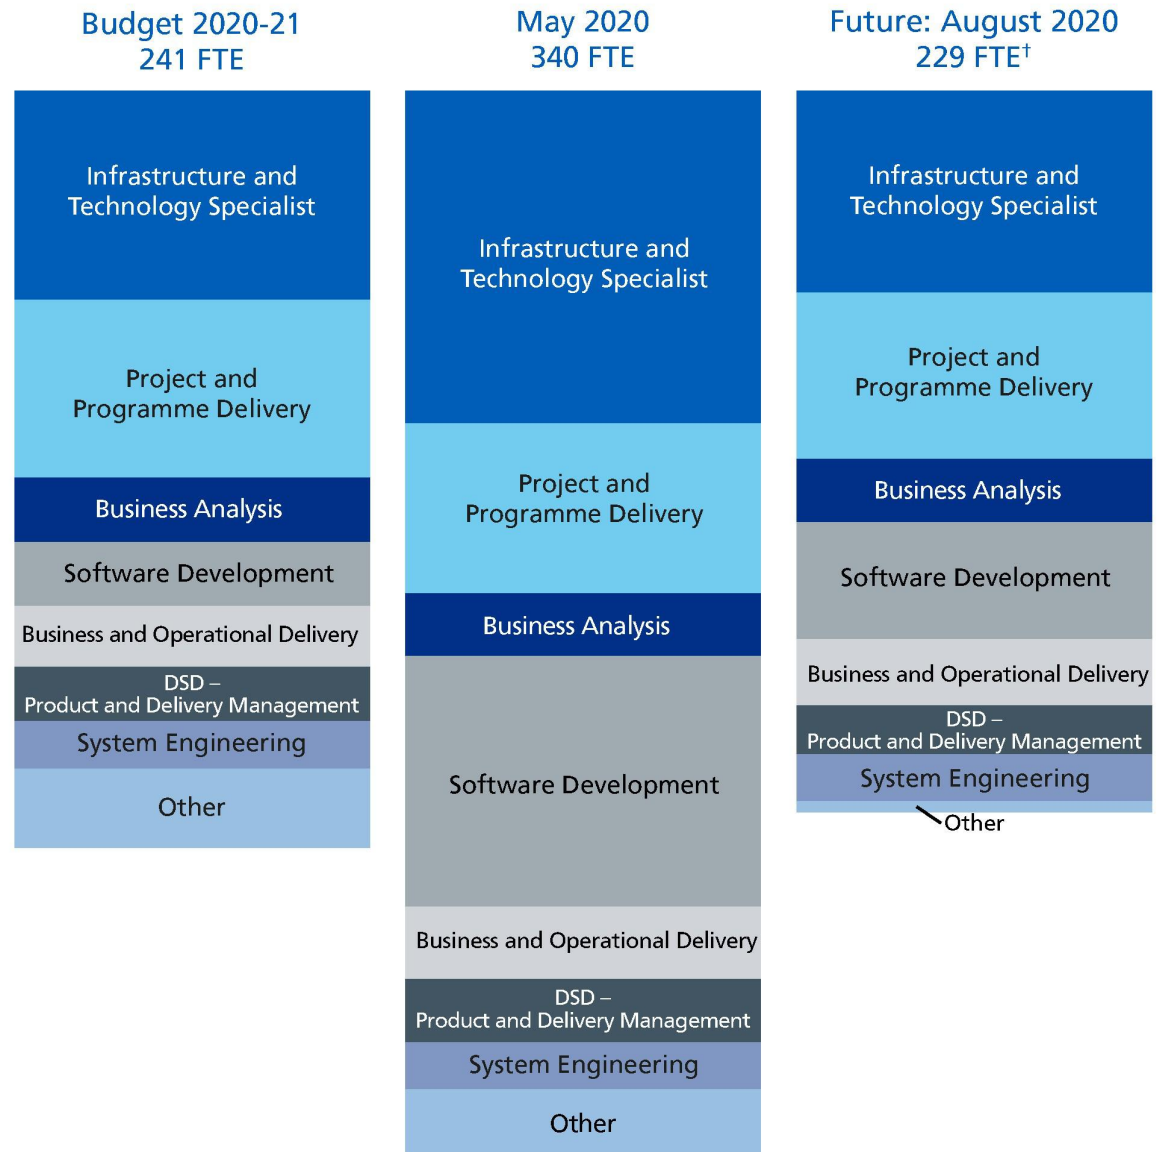 Budget 2020-21
241 FTE
Infrastructure and
Technology Specialist
Project and
Programme Delivery
Business Analysis
Software Development
Business and Operational Delivery
DSD –
Product and Delivery Management
System Engineering
Other
May 2020
340 FTE
Infrastructure and
Technology Specialist
Project and
Programme Delivery
Business Analysis
Software Development
Business and Operational Delivery
DSD –
Product and Delivery Management
System Engineering
Other
Future: August 2020
229 FTE†
Infrastructure and
Technology Specialist
Project and
Programme Delivery
Business Analysis
Software Development
Business and Operational Delivery
DSD –
Product and Delivery Management
System Engineering
Other